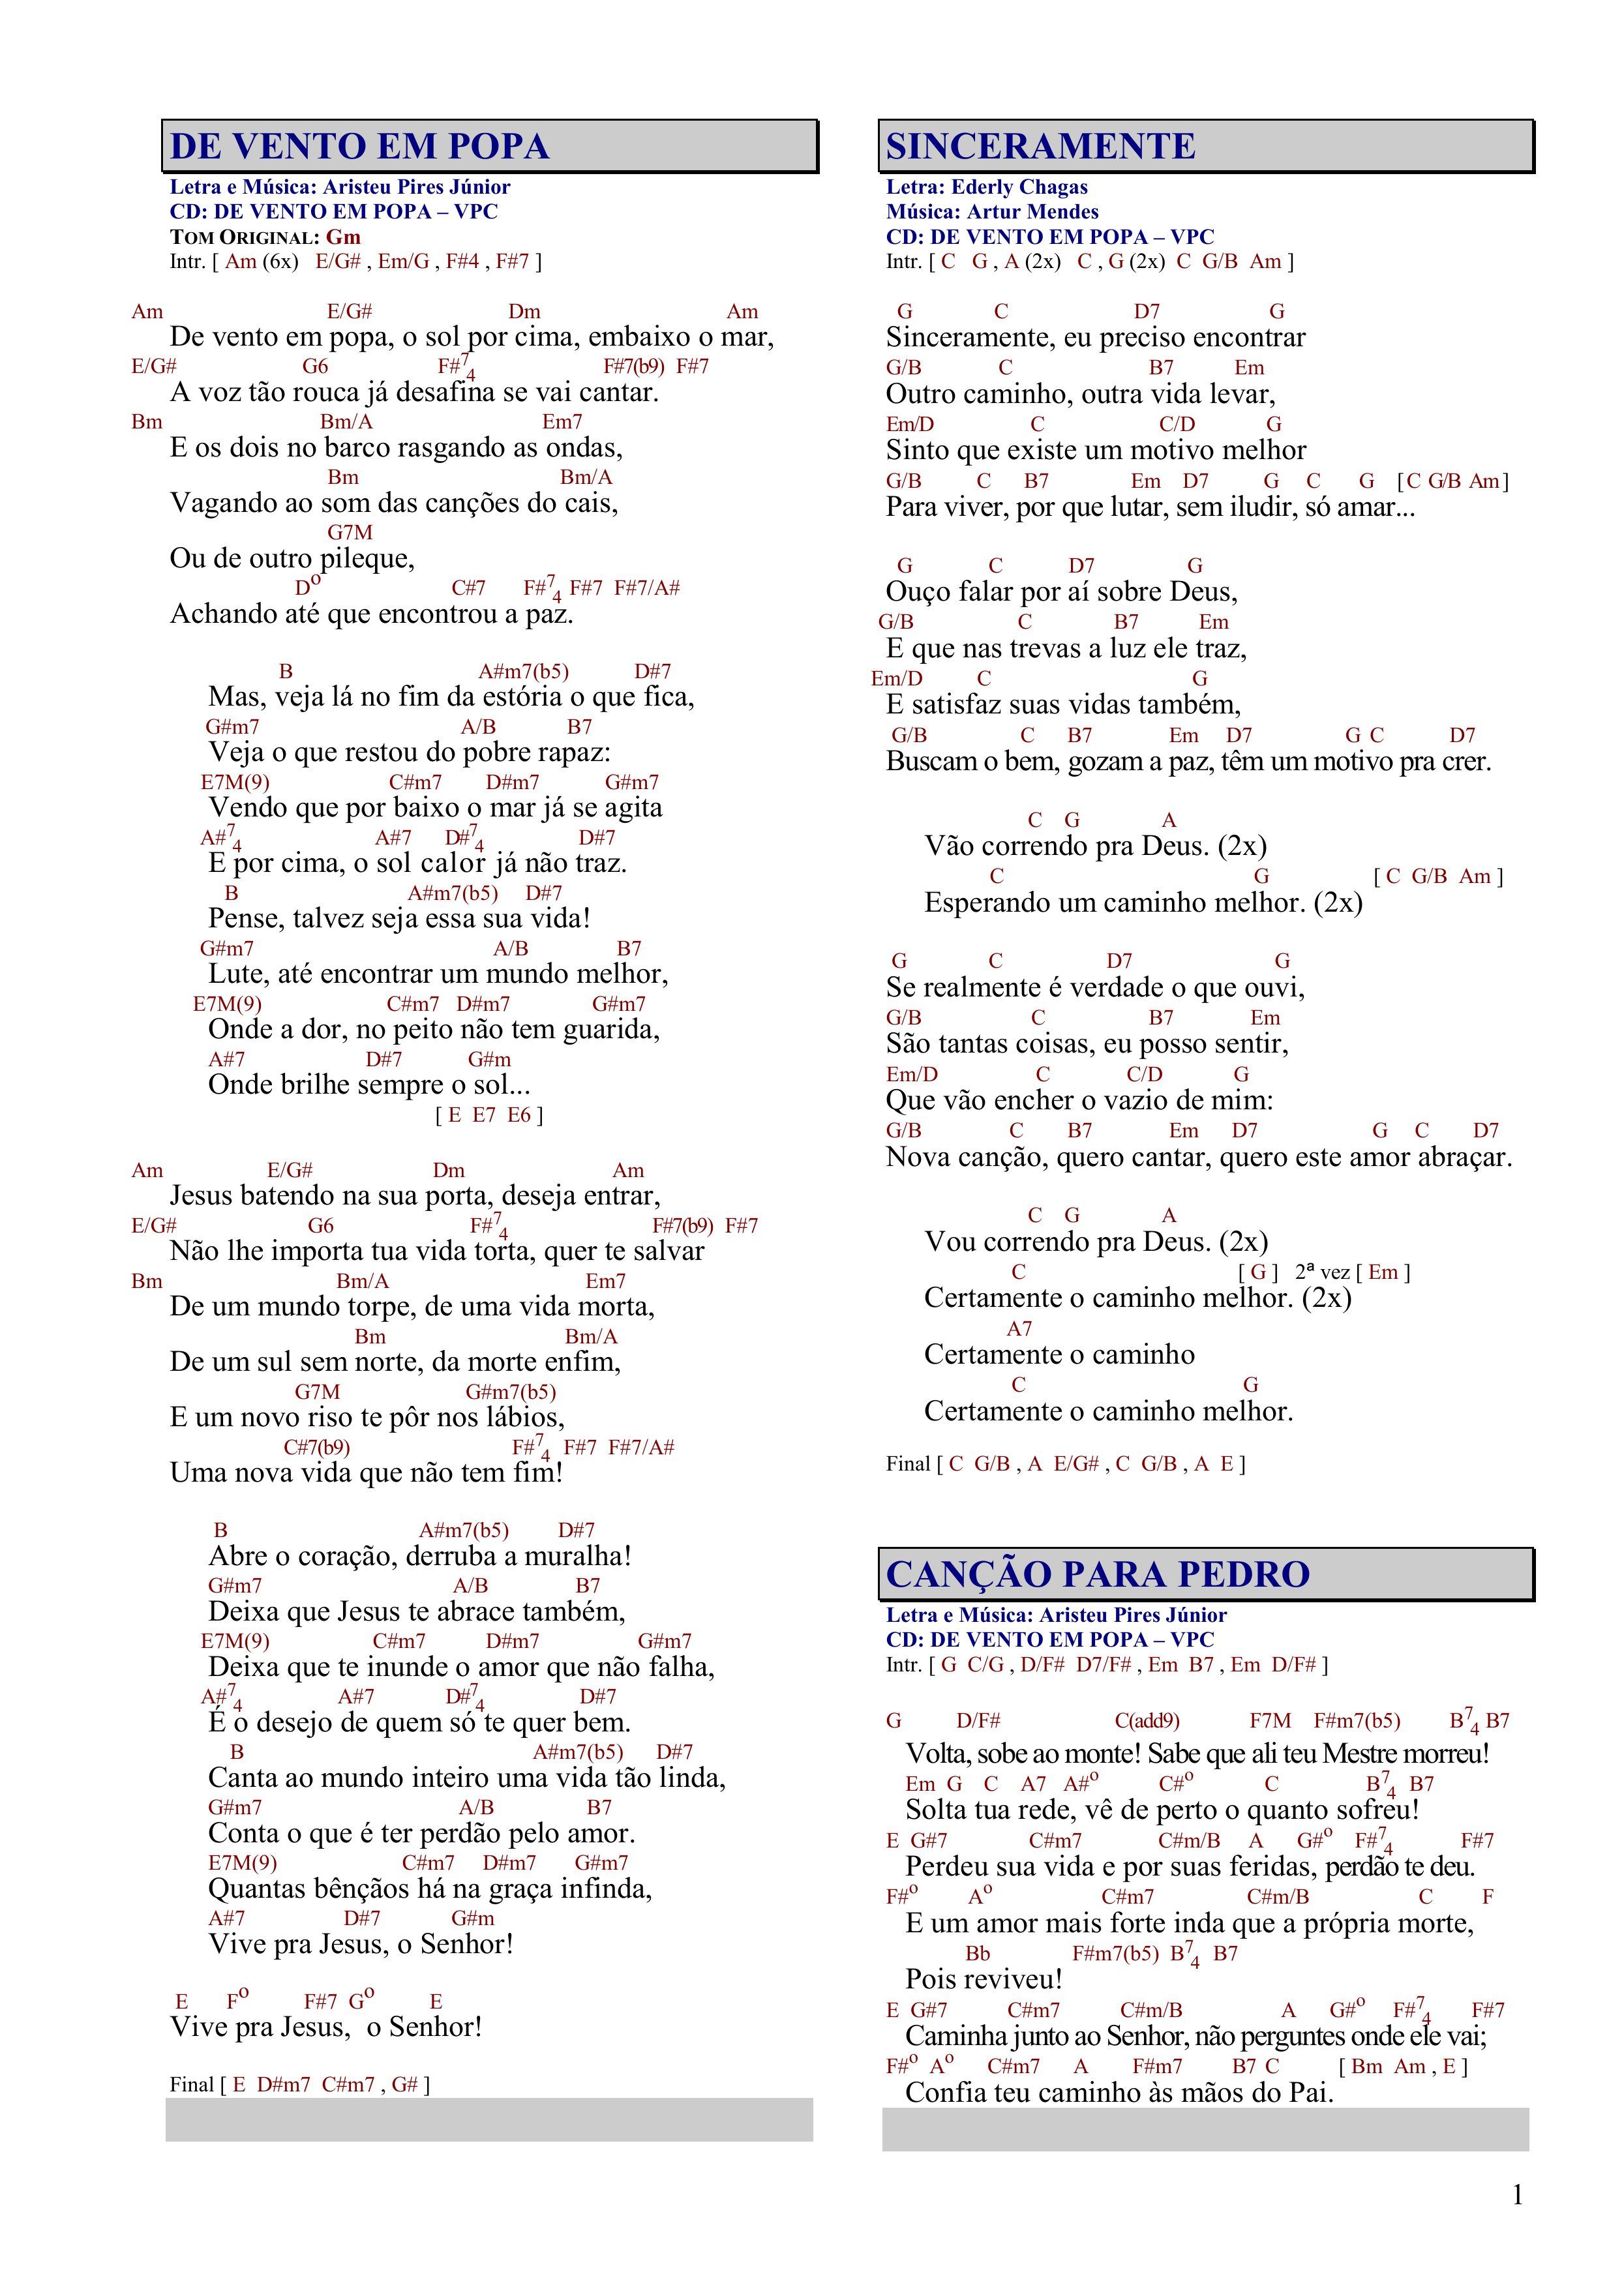 DE VENTO EM POPA
Letra e Música: Aristeu Pires Júnior
CD: DE VENTO EM POPA – VPC
TOM ORIGINAL: Gm
Intr. [ Am (6x)   E/G# , Em/G , F#4 , F#7 ]
Am E/G# Dm Am
De vento em popa, o sol por cima, embaixo o mar,
E/G# G6 F#7 4 F#7(b9) F#7
A voz tão rouca já desafina se vai cantar.
Bm Bm/A Em7
E os dois no barco rasgando as ondas,
Bm Bm/A
Vagando ao som das canções do cais,
G7M
Ou de outro pileque,
Dº C#7 F#7 4 F#7 F#7/A#
Achando até que encontrou a paz.
B A#m7(b5) D#7
Mas, veja lá no fim da estória o que fica,
G#m7 A/B B7
Veja o que restou do pobre rapaz:
E7M(9) C#m7 D#m7 G#m7
Vendo que por baixo o mar já se agita
A#7 4 A#7 D#7 4 D#7
E por cima, o sol calor já não traz.
B A#m7(b5) D#7
Pense, talvez seja essa sua vida!
G#m7 A/B B7
Lute, até encontrar um mundo melhor,
E7M(9) C#m7 D#m7 G#m7
Onde a dor, no peito não tem guarida,
A#7 D#7 G#m
Onde brilhe sempre o sol...
[ E E7 E6 ]
Am E/G# Dm Am
Jesus batendo na sua porta, deseja entrar,
E/G# G6 F#7 4 F#7(b9) F#7
Não lhe importa tua vida torta, quer te salvar
Bm Bm/A Em7
De um mundo torpe, de uma vida morta,
Bm Bm/A
De um sul sem norte, da morte enfim,
G7M G#m7(b5)
E um novo riso te pôr nos lábios,
C#7(b9) F#7 4 F#7 F#7/A#
Uma nova vida que não tem fim!
B A#m7(b5) D#7
Abre o coração, derruba a muralha!
G#m7 A/B B7
Deixa que Jesus te abrace também,
E7M(9) C#m7 D#m7 G#m7
Deixa que te inunde o amor que não falha,
A#7 4 A#7 D#7 4 D#7
É o desejo de quem só te quer bem.
B A#m7(b5) D#7
Canta ao mundo inteiro uma vida tão linda,
G#m7 A/B B7
Conta o que é ter perdão pelo amor.
E7M(9) C#m7 D#m7 G#m7
Quantas bênçãos há na graça infinda,
A#7 D#7 G#m
Vive pra Jesus, o Senhor!
E Fº F#7 Gº E
Vive pra Jesus, o Senhor!
Final [ E D#m7 C#m7 , G# ]
SINCERAMENTE
Letra: Ederly Chagas
Música: Artur Mendes
CD: DE VENTO EM POPA – VPC
Intr. [ C G , A (2x) C , G (2x) C G/B Am ]
G C D7 G
Sinceramente, eu preciso encontrar
G/B C B7 Em
Outro caminho, outra vida levar,
Em/D C C/D G
Sinto que existe um motivo melhor
G/B C B7 Em D7 G C G [ C G/B Am ]
Para viver, por que lutar, sem iludir, só amar...
G C D7 G
Ouço falar por aí sobre Deus,
G/B C B7 Em
E que nas trevas a luz ele traz,
Em/D C G
E satisfaz suas vidas também,
G/B C B7 Em D7 G C D7
Buscam o bem, gozam a paz, têm um motivo pra crer.
C G A
Vão correndo pra Deus. (2x)
C G [ C G/B Am ]
Esperando um caminho melhor. (2x)
G C D7 G
Se realmente é verdade o que ouvi,
G/B C B7 Em
São tantas coisas, eu posso sentir,
Em/D C C/D G
Que vão encher o vazio de mim:
G/B C B7 Em D7 G C D7
Nova canção, quero cantar, quero este amor abraçar.
C G A
Vou correndo pra Deus. (2x)
C [ G ] 2ª vez [ Em ]
Certamente o caminho melhor. (2x)
A7
Certamente o caminho
C G
Certamente o caminho melhor.
Final [ C G/B , A E/G# , C G/B , A E ]
CANÇÃO PARA PEDRO
Letra e Música: Aristeu Pires Júnior
CD: DE VENTO EM POPA – VPC
Intr. [ G C/G , D/F# D7/F# , Em B7 , Em D/F# ]
G D/F# C(add9) F7M F#m7(b5) B7 4 B7
Volta, sobe ao monte! Sabe que ali teu Mestre morreu!
Em G C A7 A#º C#º C B7 4 B7
Solta tua rede, vê de perto o quanto sofreu!
E G#7 C#m7 C#m/B A G#º F#7 4 F#7
Perdeu sua vida e por suas feridas, perdão te deu.
F#º Aº C#m7 C#m/B C F
E um amor mais forte inda que a própria morte,
Bb F#m7(b5) B7 4 B7
Pois reviveu!
E G#7 C#m7 C#m/B A G#º F#7 4 F#7
Caminha junto ao Senhor, não perguntes onde ele vai;
F#º Aº C#m7 A F#m7 B7 C [ Bm Am , E ]
Confia teu caminho às mãos do Pai.
1